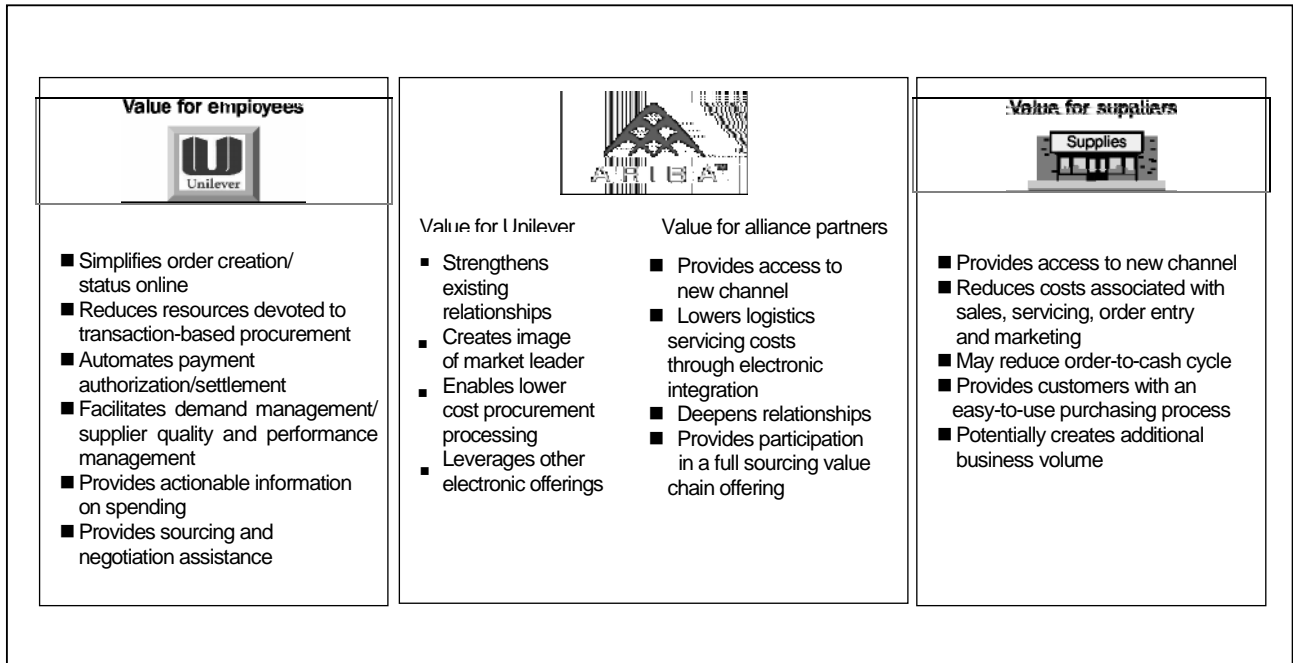 Value for employees
Unilever
Simplifies order creation/
status online
Reduces resources devoted to
transaction-based procurement
Automates payment
authorization/settlement
Facilitates demand management/
supplier quality and performance
management
Provides actionable information
on spending
Provides sourcing and
negotiation assistance
ARIBA™
Value for Unilever
Strengthens
existing
relationships
Creates image
of market leader
Enables lower
cost procurement
processing
Leverages other
electronic offerings
Value for alliance partners
Provides access to
new channel
Lowers logistics
servicing costs
through electronic
integration
Deepens relationships
Provides participation
in a full sourcing value
chain offering
Value for suppliers
Supplies
Provides access to new channel
Reduces costs associated with
sales, servicing, order entry
and marketing
May reduce order-to-cash cycle
Provides customers with an
easy-to-use purchasing process
Potentially creates additional
business volume